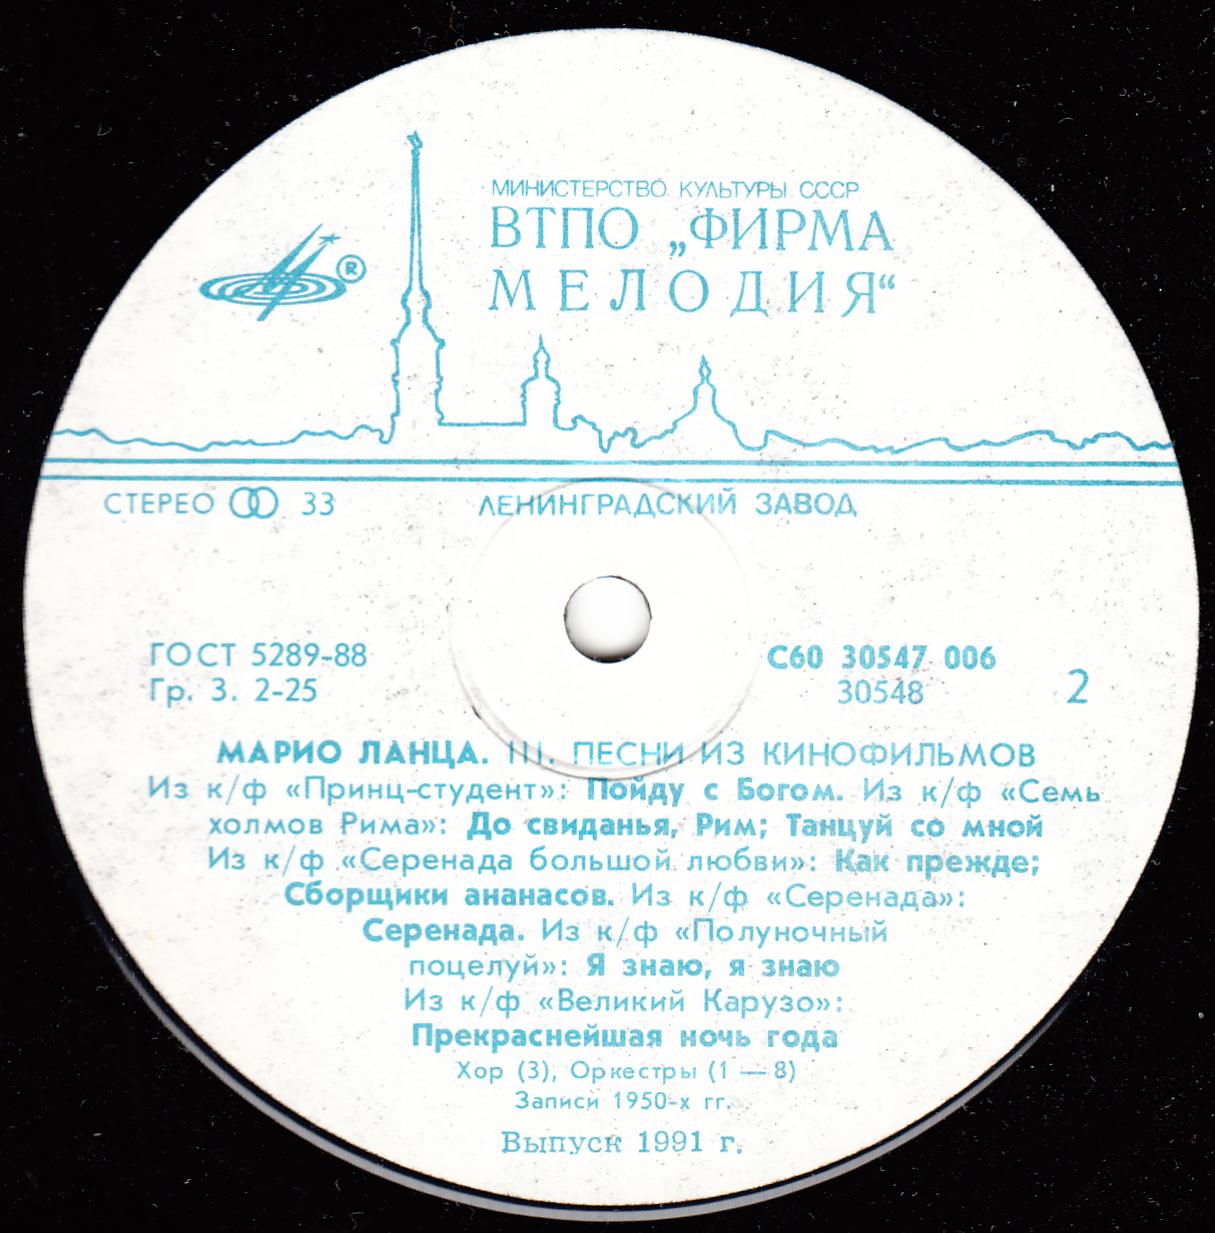 МИНИСТЕРСТВО КУЛЬТУРЫ СССР
ВТПО „ФИРМА
МЕЛОДИЯ“
®
СТЕРЕО 33 ЛЕНИНГРАДСКИЙ ЗАВОД
ГОСТ 5289-88 С60 30547 006
Гр. 3. 2-25 30548 2
МАРИО ЛАНЦА. III. ПЕСНИ ИЗ КИНОФИЛЬМОВ
Из к/ф «Принц-студент»: Пойду с Богом. Из к/ф «Семь
холмов Рима»: До свиданья, Рим; Танцуй со мной
Из к/ф «Серенада большой любви»: Как прежде;
Сборщики ананасов. Из к/ф «Серенада»:
Серенада. Из к/ф «Полуночный
поцелуй»: Я знаю, я знаю
Из к/ф «Великий Карузо»:
Прекраснейшая ночь года
Хор (3), Оркестры (1 — 8)
Записи 1950-х гг.
Выпуск 1991 г.